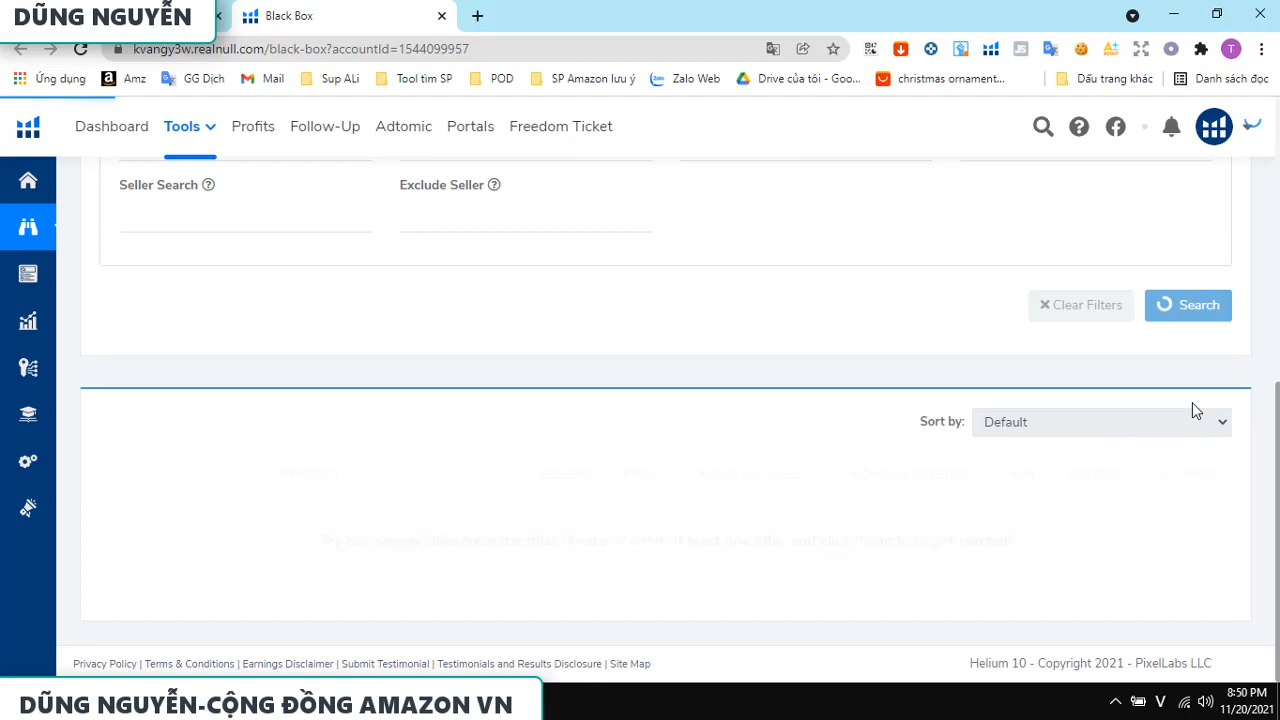 DŨNG NGUYỄN
Black Box
kvangy3w.realnull.com/black-box?accountId=1544099957
Ứng dụng
Amz
GG Dịch
Mail
Sup ALi
Tool tìm SP
POD
SP Amazon lưu ý
Zalo Web
Drive của tôi - Goo...
christmas ornament...
Dấu trang khác
Danh sách đọc
Dashboard
Tools
Profits
Follow-Up
Adtomic
Portals
Freedom Ticket
Seller Search
Exclude Seller
Clear Filters
Search
Sort by:
Default
Privacy Policy | Terms & Conditions | Earnings Disclaimer | Submit Testimonial | Testimonials and Results Disclosure | Site Map
Helium 10 - Copyright 2021 - PixelLabs LLC
DŨNG NGUYỄN-CỘNG ĐỒNG AMAZON VN
V
8:50 PM
11/20/2021